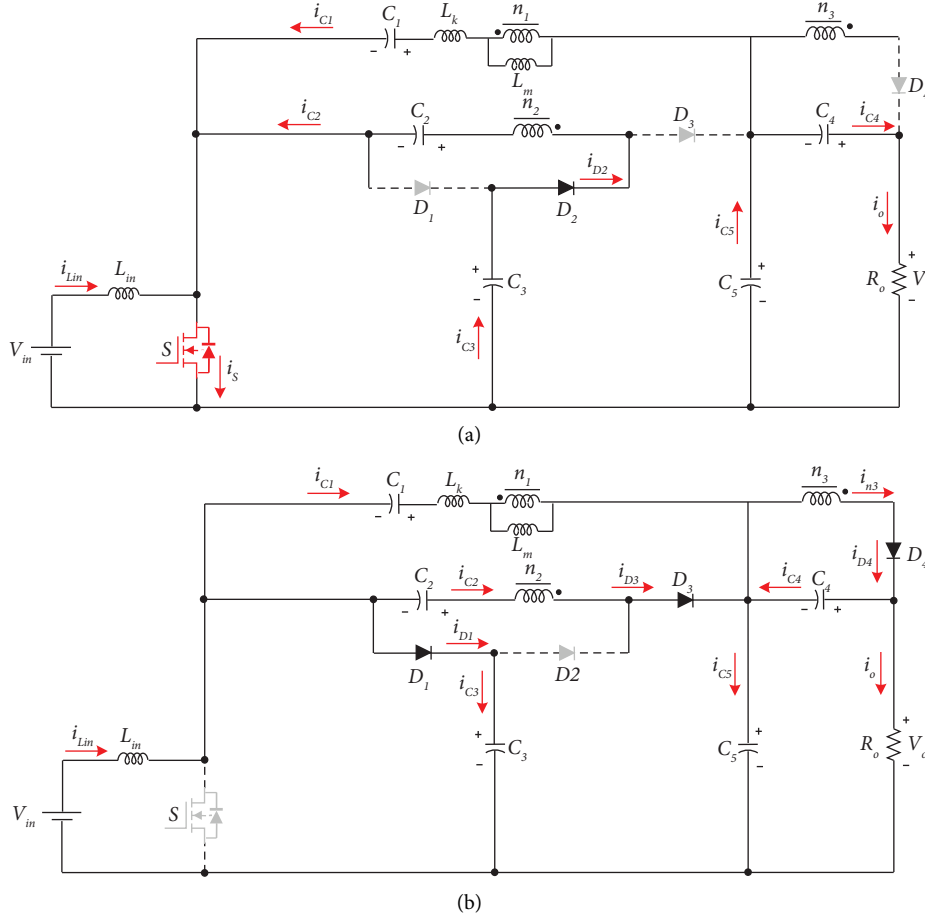 i_C1 C_1 L_k n_1 n_3
- + L_m D
i_C2 C_2 n_2 D_3 C_4 i_C4
- + - +
D_1 i_D2 D_2
i_Lin L_in + C_3 i_C5 + i_o +
- C_5 - R_o V
V_in S i_S i_C3 -
(a)
i_C1 C_1 L_k n_1 n_3 i_n3
- + L_m i_D4 D_4
C_2 i_C2 n_2 i_D3 D_3 i_C4 C_4
- + - +
i_D1 D_1 i_C3 D2 i_C5 i_o
i_Lin L_in + C_3 + C_5 + R_o V_o
V_in S - - -
(b)